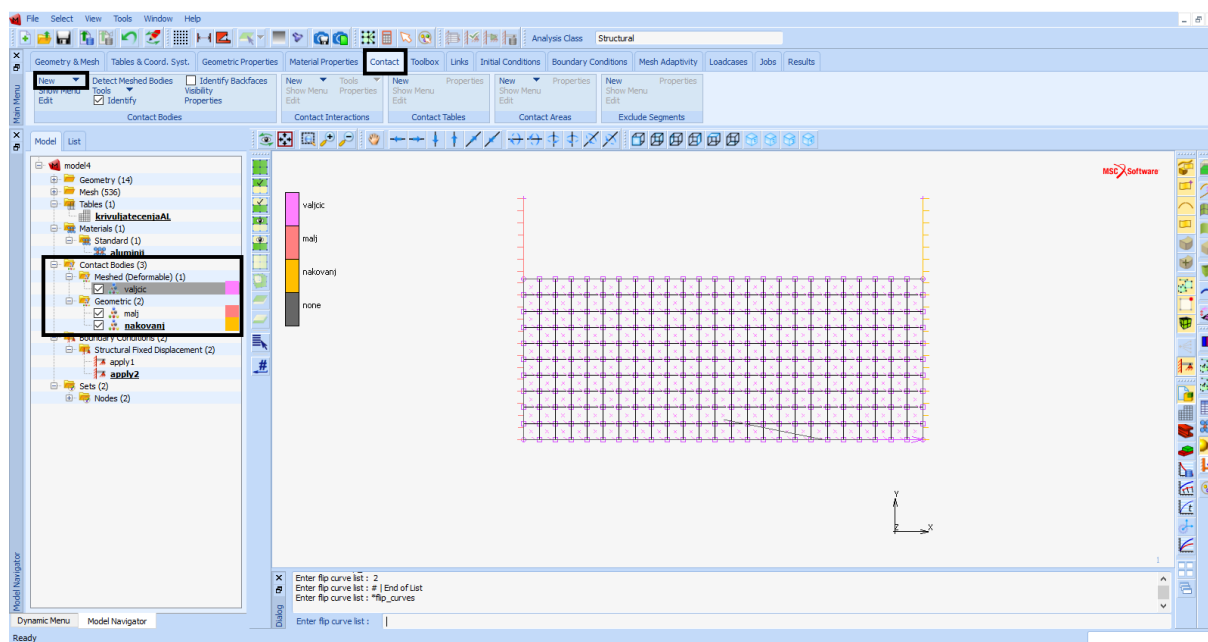 File Select View Tools Window Help
Analysis Class Structural
Geometry & Mesh Tables & Coord. Syst. Geometric Properties Material Properties Contact Toolbox Links Initial Conditions Boundary Conditions Mesh Adaptivity Loadcases Jobs Results
New Detect Meshed Bodies Identify Backfaces New Tools New Properties New Properties New Properties
Show Menu Tools Visibility Show Menu Properties Show Menu Show Menu Show Menu
Edit Identify Properties Edit Edit Edit Edit
Contact Bodies Contact Interactions Contact Tables Contact Areas Exclude Segments
Main Menu
Model List
model4
Geometry (14)
Mesh (536)
Tables (1)
krivuljatecenjaAL
Materials (1)
Standard (1)
aluminij
Contact Bodies (3)
Meshed (Deformable) (1)
valjcic
Geometric (2)
malj
nakovanj
Boundary Conditions (2)
Structural Fixed Displacement (2)
apply1
apply2
Sets (2)
Nodes (2)
valjcic
malj
nakovanj
none
MSC Software
Y
Z X
1
Model Navigator
Dialog
Enter flip curve list : 2
Enter flip curve list : # | End of List
Enter flip curve list : *flip_curves
Enter flip curve list :
Dynamic Menu Model Navigator
Ready